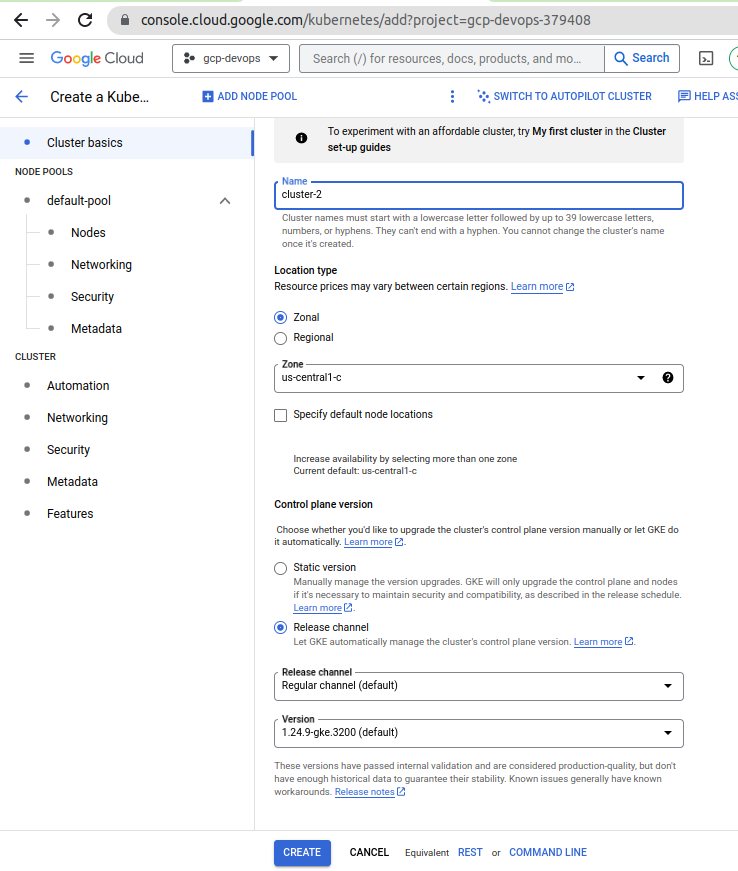 console.cloud.google.com/kubernetes/add?project=gcp-devops-379408
Google Cloud
gcp-devops
Search (/) for resources, docs, products, and mo...
Search
Create a Kube...
ADD NODE POOL
SWITCH TO AUTOPILOT CLUSTER
HELP ASS
Cluster basics
NODE POOLS
default-pool
Nodes
Networking
Security
Metadata
CLUSTER
Automation
Networking
Security
Metadata
Features
To experiment with an affordable cluster, try My first cluster in the Cluster
set-up guides
Name
cluster-2
Cluster names must start with a lowercase letter followed by up to 39 lowercase letters,
numbers, or hyphens. They can't end with a hyphen. You cannot change the cluster's name
once it's created.
Location type
Resource prices may vary between certain regions. Learn more
Zonal
Regional
Zone
us-central1-c
Specify default node locations
Increase availability by selecting more than one zone
Current default: us-central1-c
Control plane version
Choose whether you'd like to upgrade the cluster's control plane version manually or let GKE do
it automatically. Learn more.
Static version
Manually manage the version upgrades. GKE will only upgrade the control plane and nodes
if it's necessary to maintain security and compatibility, as described in the release schedule.
Learn more.
Release channel
Let GKE automatically manage the cluster's control plane version. Learn more.
Release channel
Regular channel (default)
Version
1.24.9-gke.3200 (default)
These versions have passed internal validation and are considered production-quality, but don't
have enough historical data to guarantee their stability. Known issues generally have known
workarounds. Release notes
CREATE
CANCEL
Equivalent REST or COMMAND LINE